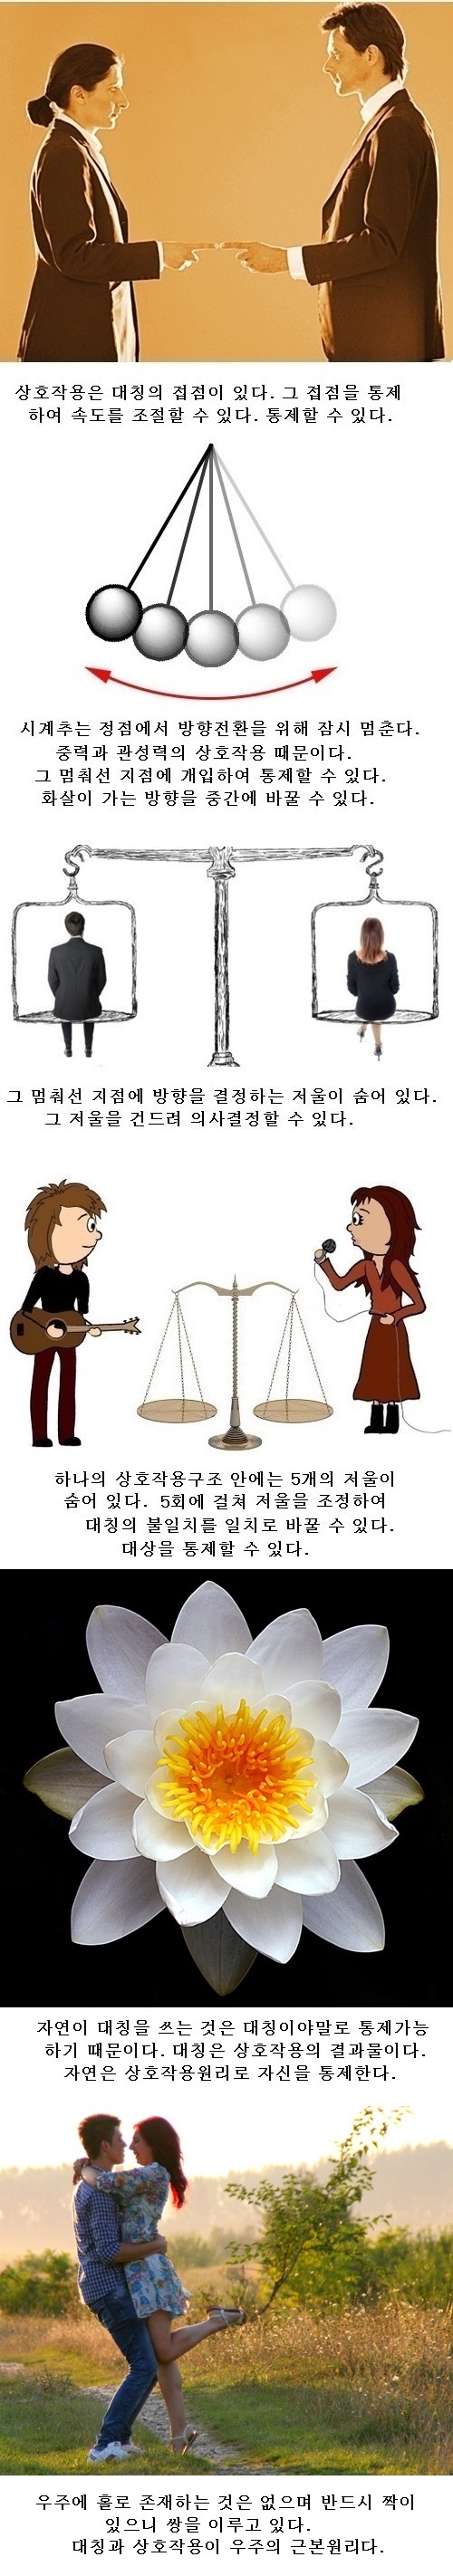 상호작용은 대칭의 접점이 있다. 그 접점을 통제
하여 속도를 조절할 수 있다. 통제할 수 있다.
시계추는 정점에서 방향전환을 위해 잠시 멈춘다.
중력과 관성력의 상호작용 때문이다.
그 멈춰선 지점에 개입하여 통제할 수 있다.
화살이 가는 방향을 중간에 바꿀 수 있다.
그 멈춰선 지점에 방향을 결정하는 저울이 숨어 있다.
그 저울을 건드려 의사결정할 수 있다.
하나의 상호작용구조 안에는 5개의 저울이
숨어 있다. 5회에 걸쳐 저울을 조정하여
대칭의 불일치를 일치로 바꿀 수 있다.
대상을 통제할 수 있다.
자연이 대칭을 쓰는 것은 대칭이야말로 통제가능
하기 때문이다. 대칭은 상호작용의 결과물이다.
자연은 상호작용원리로 자신을 통제한다.
우주에 홀로 존재하는 것은 없으며 반드시 짝이
있으니 쌍을 이루고 있다.
대칭과 상호작용이 우주의 근본원리다.